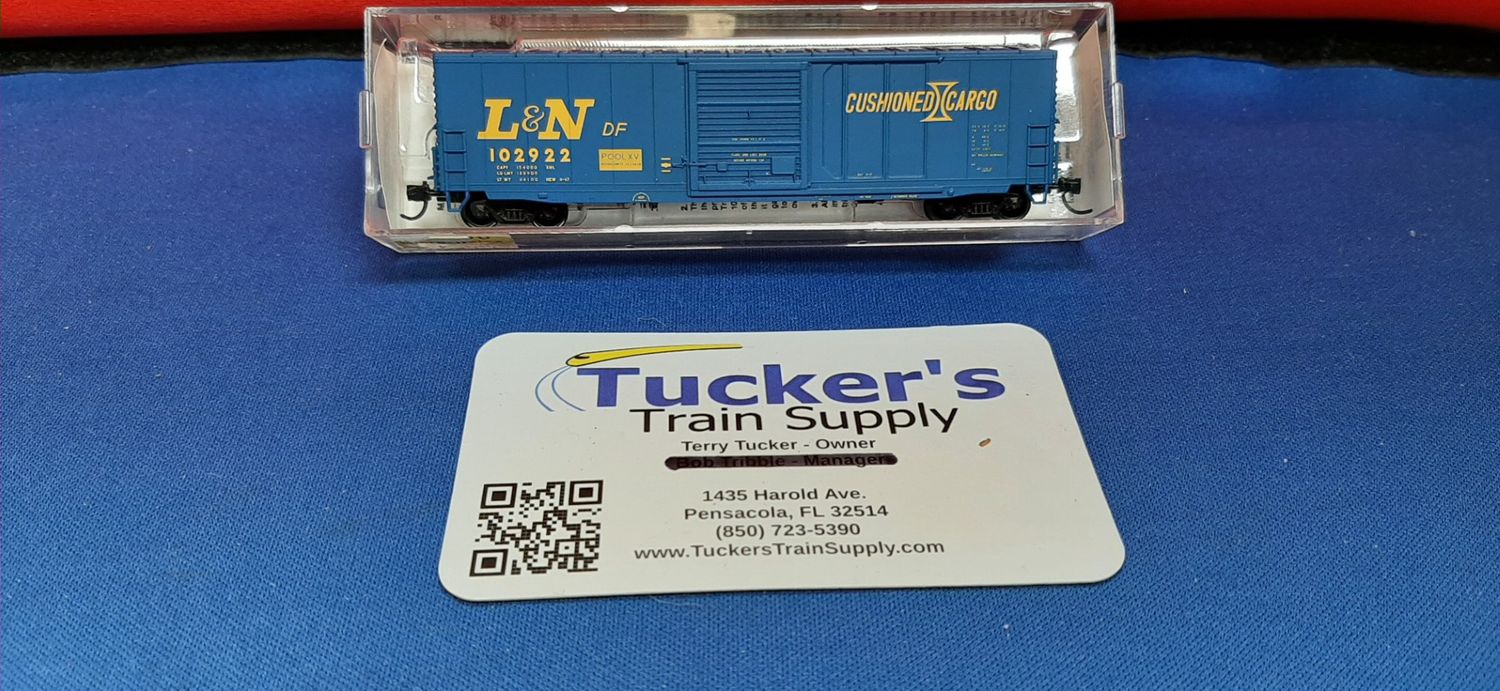 L&N DF
CUSHIONED CARGO
102922
POOL XV
Tucker's
Train Supply
Terry Tucker - Owner
Bob Tribble - Manager
1435 Harold Ave.
Pensacola, FL 32514
(850) 723-5390
www.TuckersTrainSupply.com